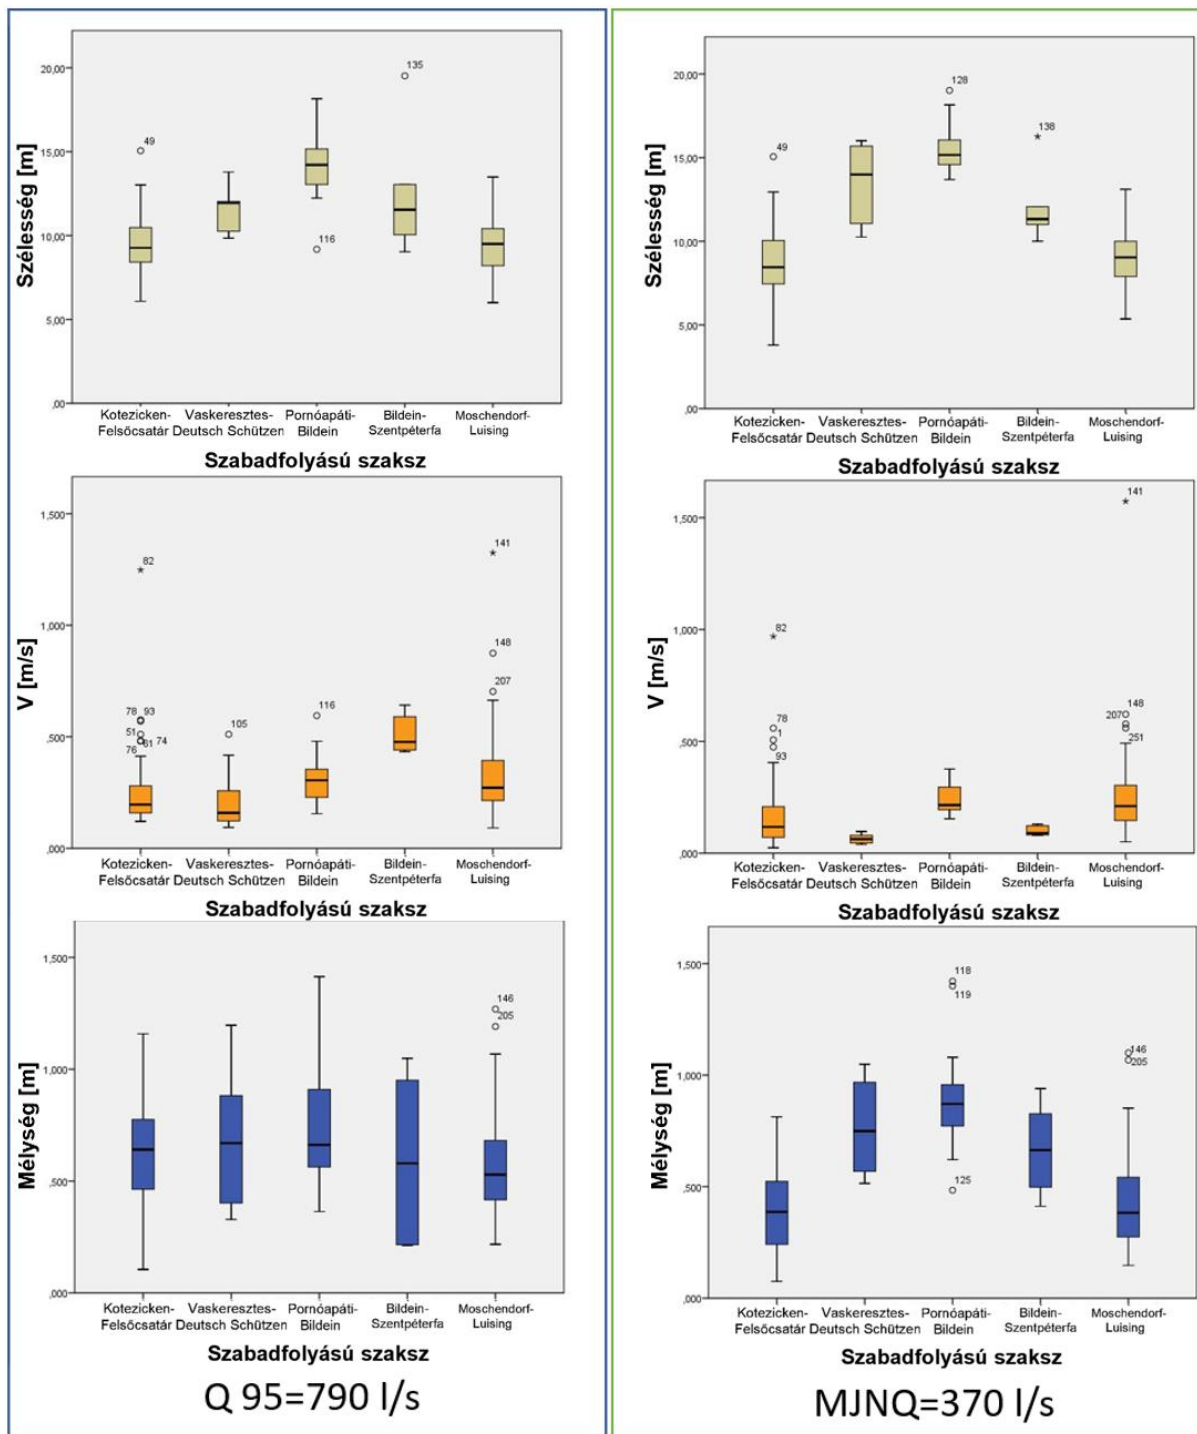 Szélesség [m]
20,00
15,00
10,00
5,00
,00
135
49
116
Kotezicken-
Felsőcsatár
Vaskeresztes-
Deutsch Schützen
Pornóapáti-
Bildein
Bildein-
Szentpéterfa
Moschendorf-
Luising
Szabadfolyású szaksz
V [m/s]
1,500
1,000
,500
,000
82
141
148
207
78 93
51
61 74
76
105
116
Kotezicken-
Felsőcsatár
Vaskeresztes-
Deutsch Schützen
Pornóapáti-
Bildein
Bildein-
Szentpéterfa
Moschendorf-
Luising
Szabadfolyású szaksz
Mélység [m]
1,500
1,000
,500
,000
146
205
Kotezicken-
Felsőcsatár
Vaskeresztes-
Deutsch Schützen
Pornóapáti-
Bildein
Bildein-
Szentpéterfa
Moschendorf-
Luising
Szabadfolyású szaksz
Q 95=790 l/s
Szélesség [m]
20,00
15,00
10,00
5,00
,00
128
49
138
Kotezicken-
Felsőcsatár
Vaskeresztes-
Deutsch Schützen
Pornóapáti-
Bildein
Bildein-
Szentpéterfa
Moschendorf-
Luising
Szabadfolyású szaksz
V [m/s]
1,500
1,000
,500
,000
141
82
78
1
93
148
207
251
Kotezicken-
Felsőcsatár
Vaskeresztes-
Deutsch Schützen
Pornóapáti-
Bildein
Bildein-
Szentpéterfa
Moschendorf-
Luising
Szabadfolyású szaksz
Mélység [m]
1,500
1,000
,500
,000
118
119
125
146
205
Kotezicken-
Felsőcsatár
Vaskeresztes-
Deutsch Schützen
Pornóapáti-
Bildein
Bildein-
Szentpéterfa
Moschendorf-
Luising
Szabadfolyású szaksz
MJNQ=370 l/s